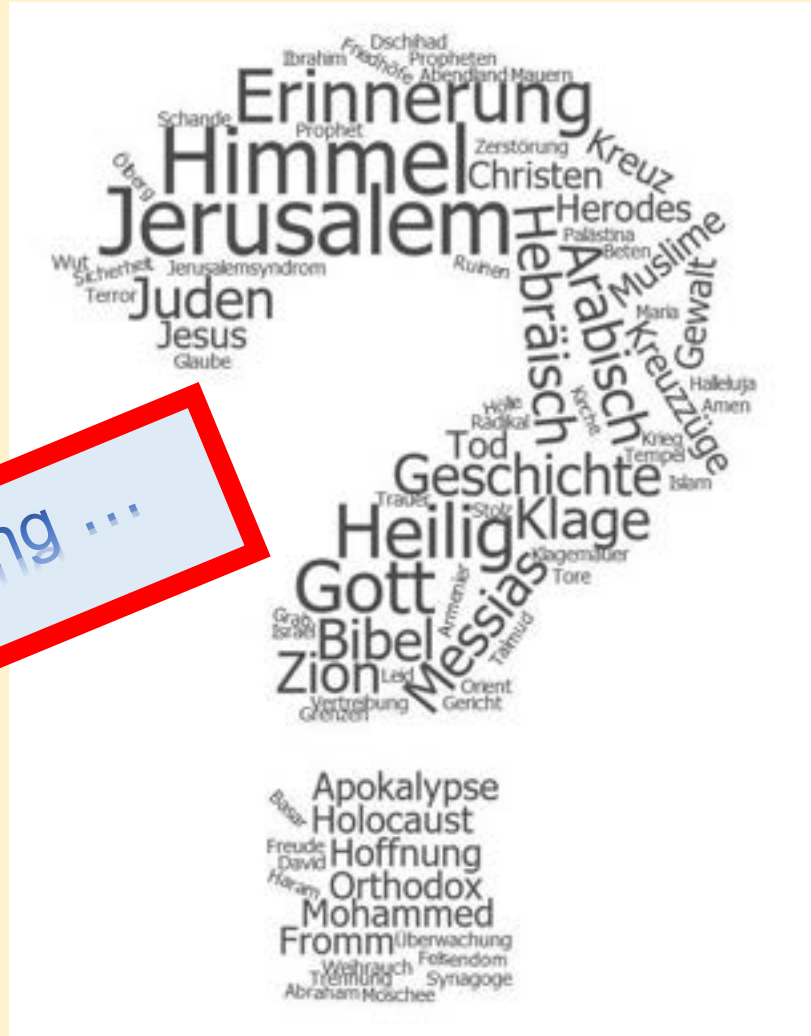 Dschihad
Ibrahim Friedhöfe Propheten
Abendland Mauern
Erinnerung
Schande Prophet
Himmel Zerstörung Kreuz
Ölberg Christen
Jerusalem Herodes
Hebräisch Palästina Muslime
Arabisch Beten
Wut Sicherheit Jerusalemsyndrom Ruinen
Terror Juden Maria Gewalt
Jesus Kreuzzüge
Glaube
Halleluja
Hölle Kirche Amen
Radikal
Tod Krieg
Tempel
Geschichte Islam
Trauer Stolz Klage
Heilig
Klagemauer
Gott Armenier Messias Tore
Grab
Israel Bibel Talmud
Zion Leid Orient
Vertreibung Gericht
Grenzen
ng ...
Apokalypse
Basar Holocaust
Freude Hoffnung
David
Haram Orthodox
Mohammed
Fromm Überwachung
Weihrauch Felsendom
Trennung Synagoge
Abraham Moschee